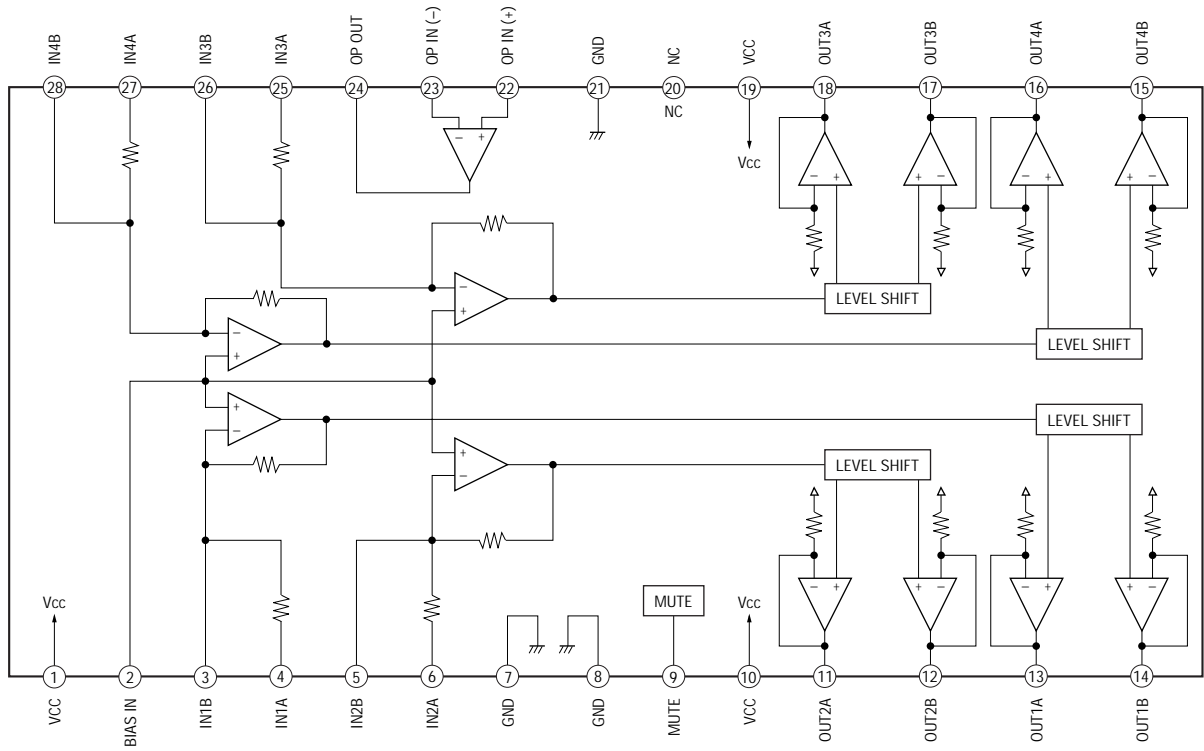 IN4B
IN4A
IN3B
IN3A
OP OUT
OP IN (−)
OP IN (+)
GND
NC
VCC
OUT3A
OUT3B
OUT4A
OUT4B
28
27
26
25
24
23
22
21
20
19
18
17
16
15
NC
− +
Vcc
− +
+ −
− +
+ −
−
+
LEVEL SHIFT
−
+
LEVEL SHIFT
+
−
LEVEL SHIFT
+
−
LEVEL SHIFT
Vcc
MUTE
Vcc
− +
+ −
− +
+ −
1
2
3
4
5
6
7
8
9
10
11
12
13
14
VCC
BIAS IN
IN1B
IN1A
IN2B
IN2A
GND
GND
MUTE
VCC
OUT2A
OUT2B
OUT1A
OUT1B